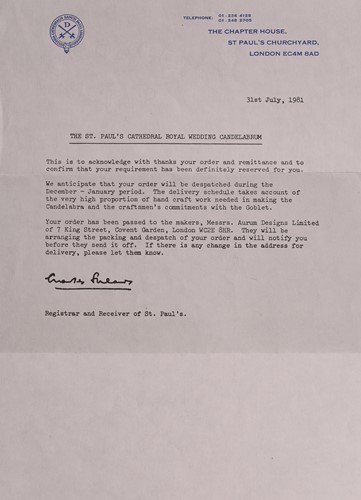 TELEPHONE: 01-236 4128
01-248 2705
D
THE CHAPTER HOUSE,
ST PAUL'S CHURCHYARD,
LONDON EC4M 8AD
31st July, 1981
THE ST. PAUL'S CATHEDRAL ROYAL WEDDING CANDELABRUM
This is to acknowledge with thanks your order and remittance and to
confirm that your requirement has been definitely reserved for you.
We anticipate that your order will be despatched during the
December - January period. The delivery schedule takes account of
the very high proportion of hand craft work needed in making the
Candelabra and the craftsmen's commitments with the Goblet.
Your order has been passed to the makers, Messrs. Aurum Designs Limited
of 7 King Street, Covent Garden, London WC2E 8HR. They will be
arranging the packing and despatch of your order and will notify you
before they send it off. If there is any change in the address for
delivery, please let them know.
Registrar and Receiver of St. Paul's.